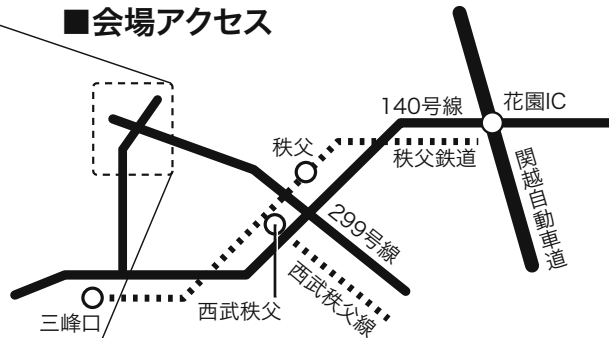 ■会場アクセス
140号線
花園IC
秩父
秩父鉄道
関越自動車道
299号線
西武秩父線
西武秩父
三峰口